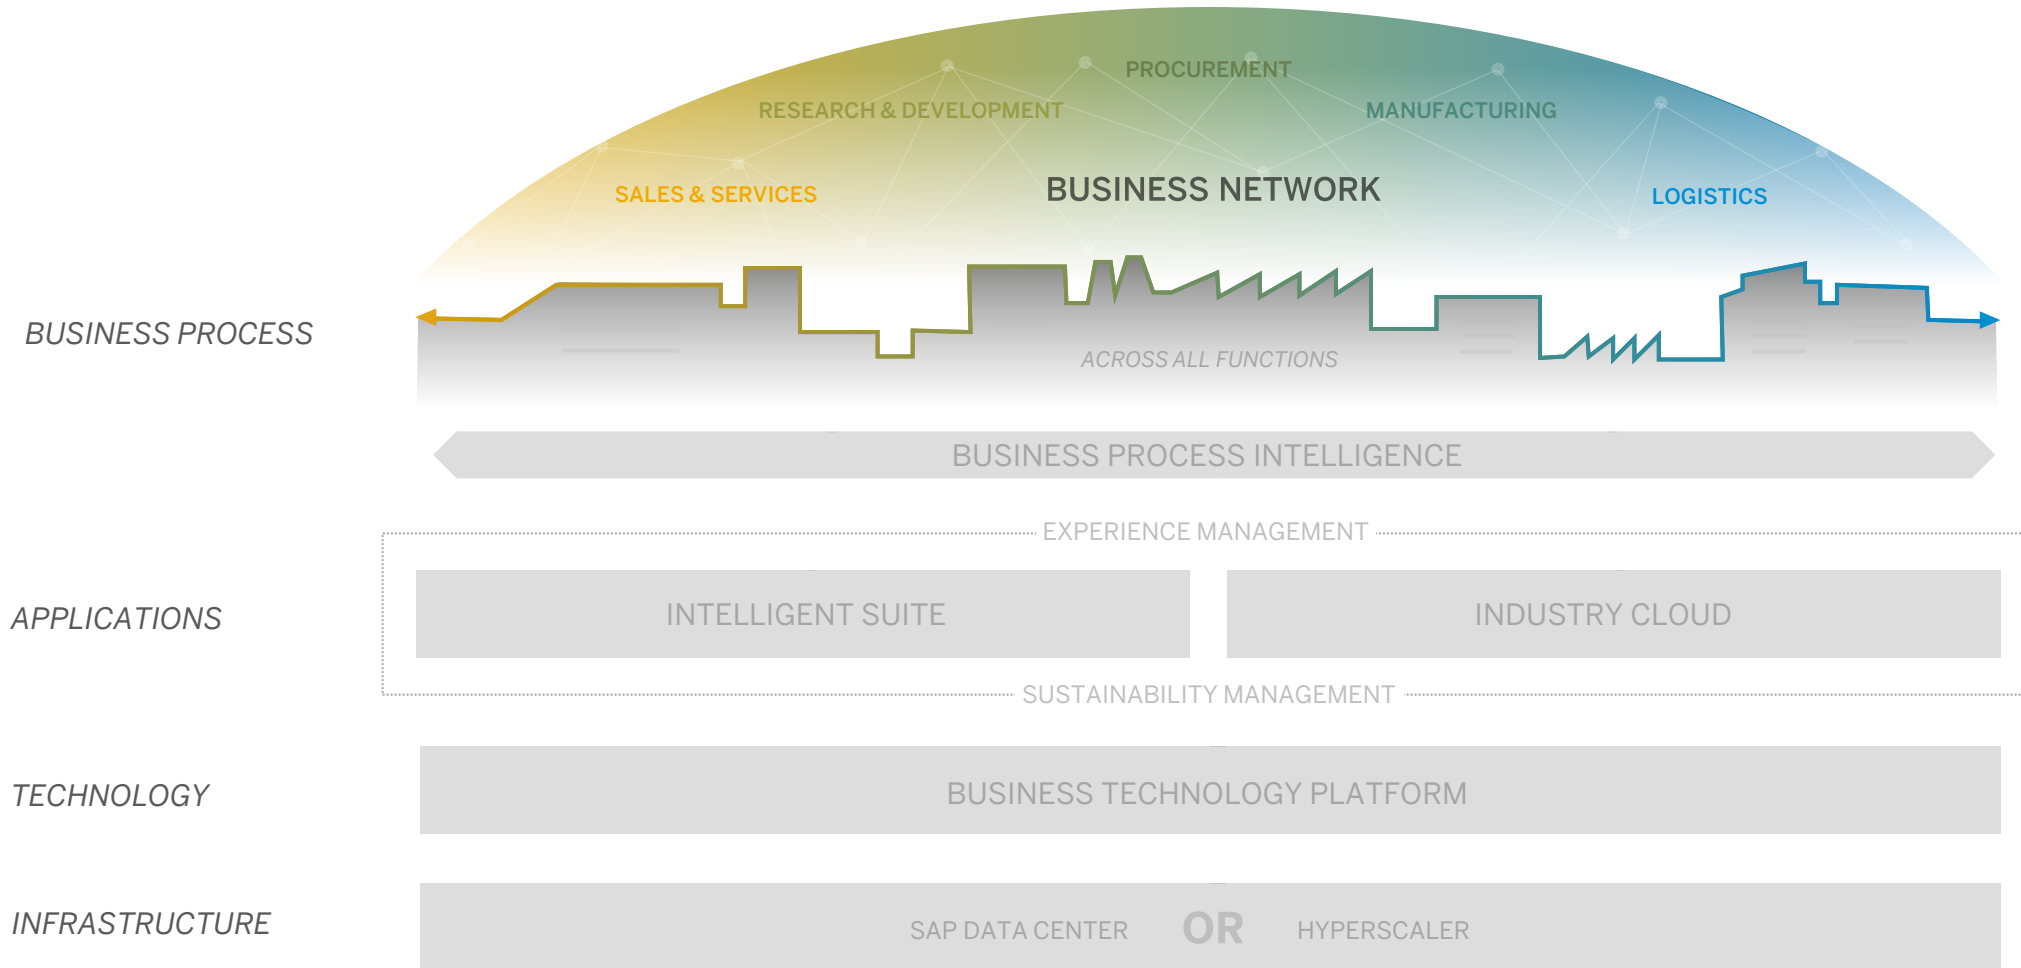 PROCUREMENT
RESEARCH & DEVELOPMENT
MANUFACTURING
SALES & SERVICES
BUSINESS NETWORK
LOGISTICS
BUSINESS PROCESS
ACROSS ALL FUNCTIONS
BUSINESS PROCESS INTELLIGENCE
EXPERIENCE MANAGEMENT
APPLICATIONS
INTELLIGENT SUITE
INDUSTRY CLOUD
SUSTAINABILITY MANAGEMENT
TECHNOLOGY
BUSINESS TECHNOLOGY PLATFORM
INFRASTRUCTURE
SAP DATA CENTER OR HYPERSCALER